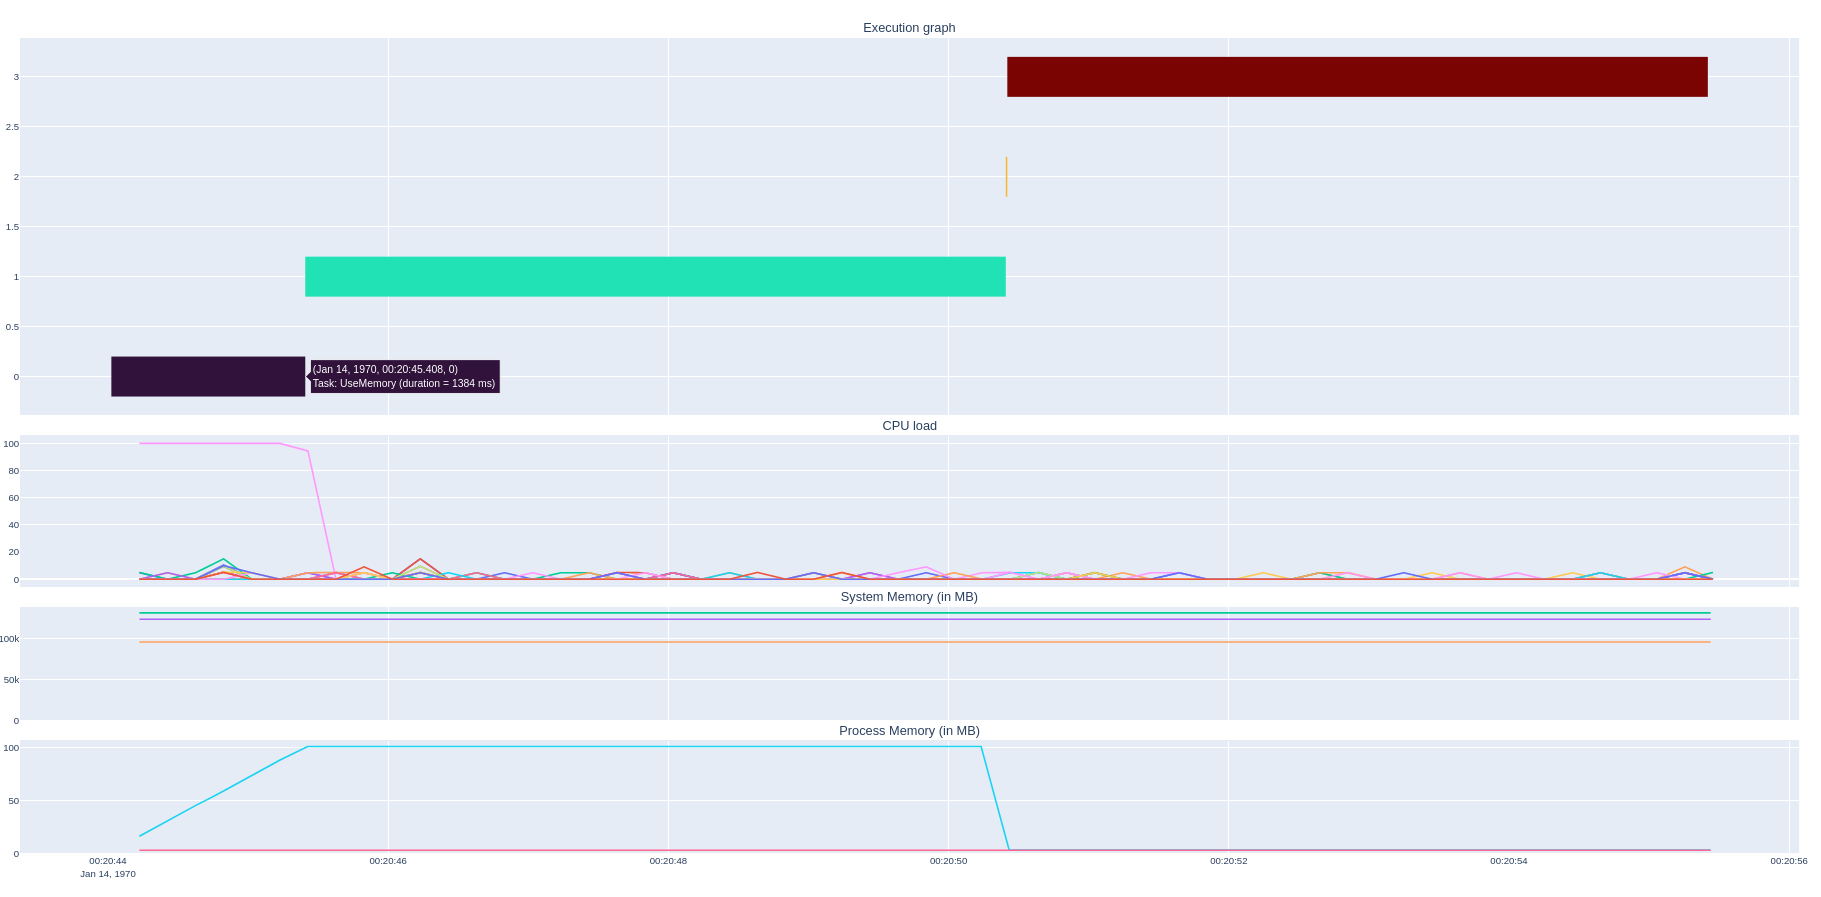 Execution graph
3
2.5
2
1.5
1
0.5
0
(Jan 14, 1970, 00:20:45.408, 0)
Task: UseMemory (duration = 1384 ms)
CPU load
100
80
60
40
20
0
System Memory (in MB)
100k
50k
0
Process Memory (in MB)
100
50
0
00:20:44 00:20:46 00:20:48 00:20:50 00:20:52 00:20:54 00:20:56
Jan 14, 1970